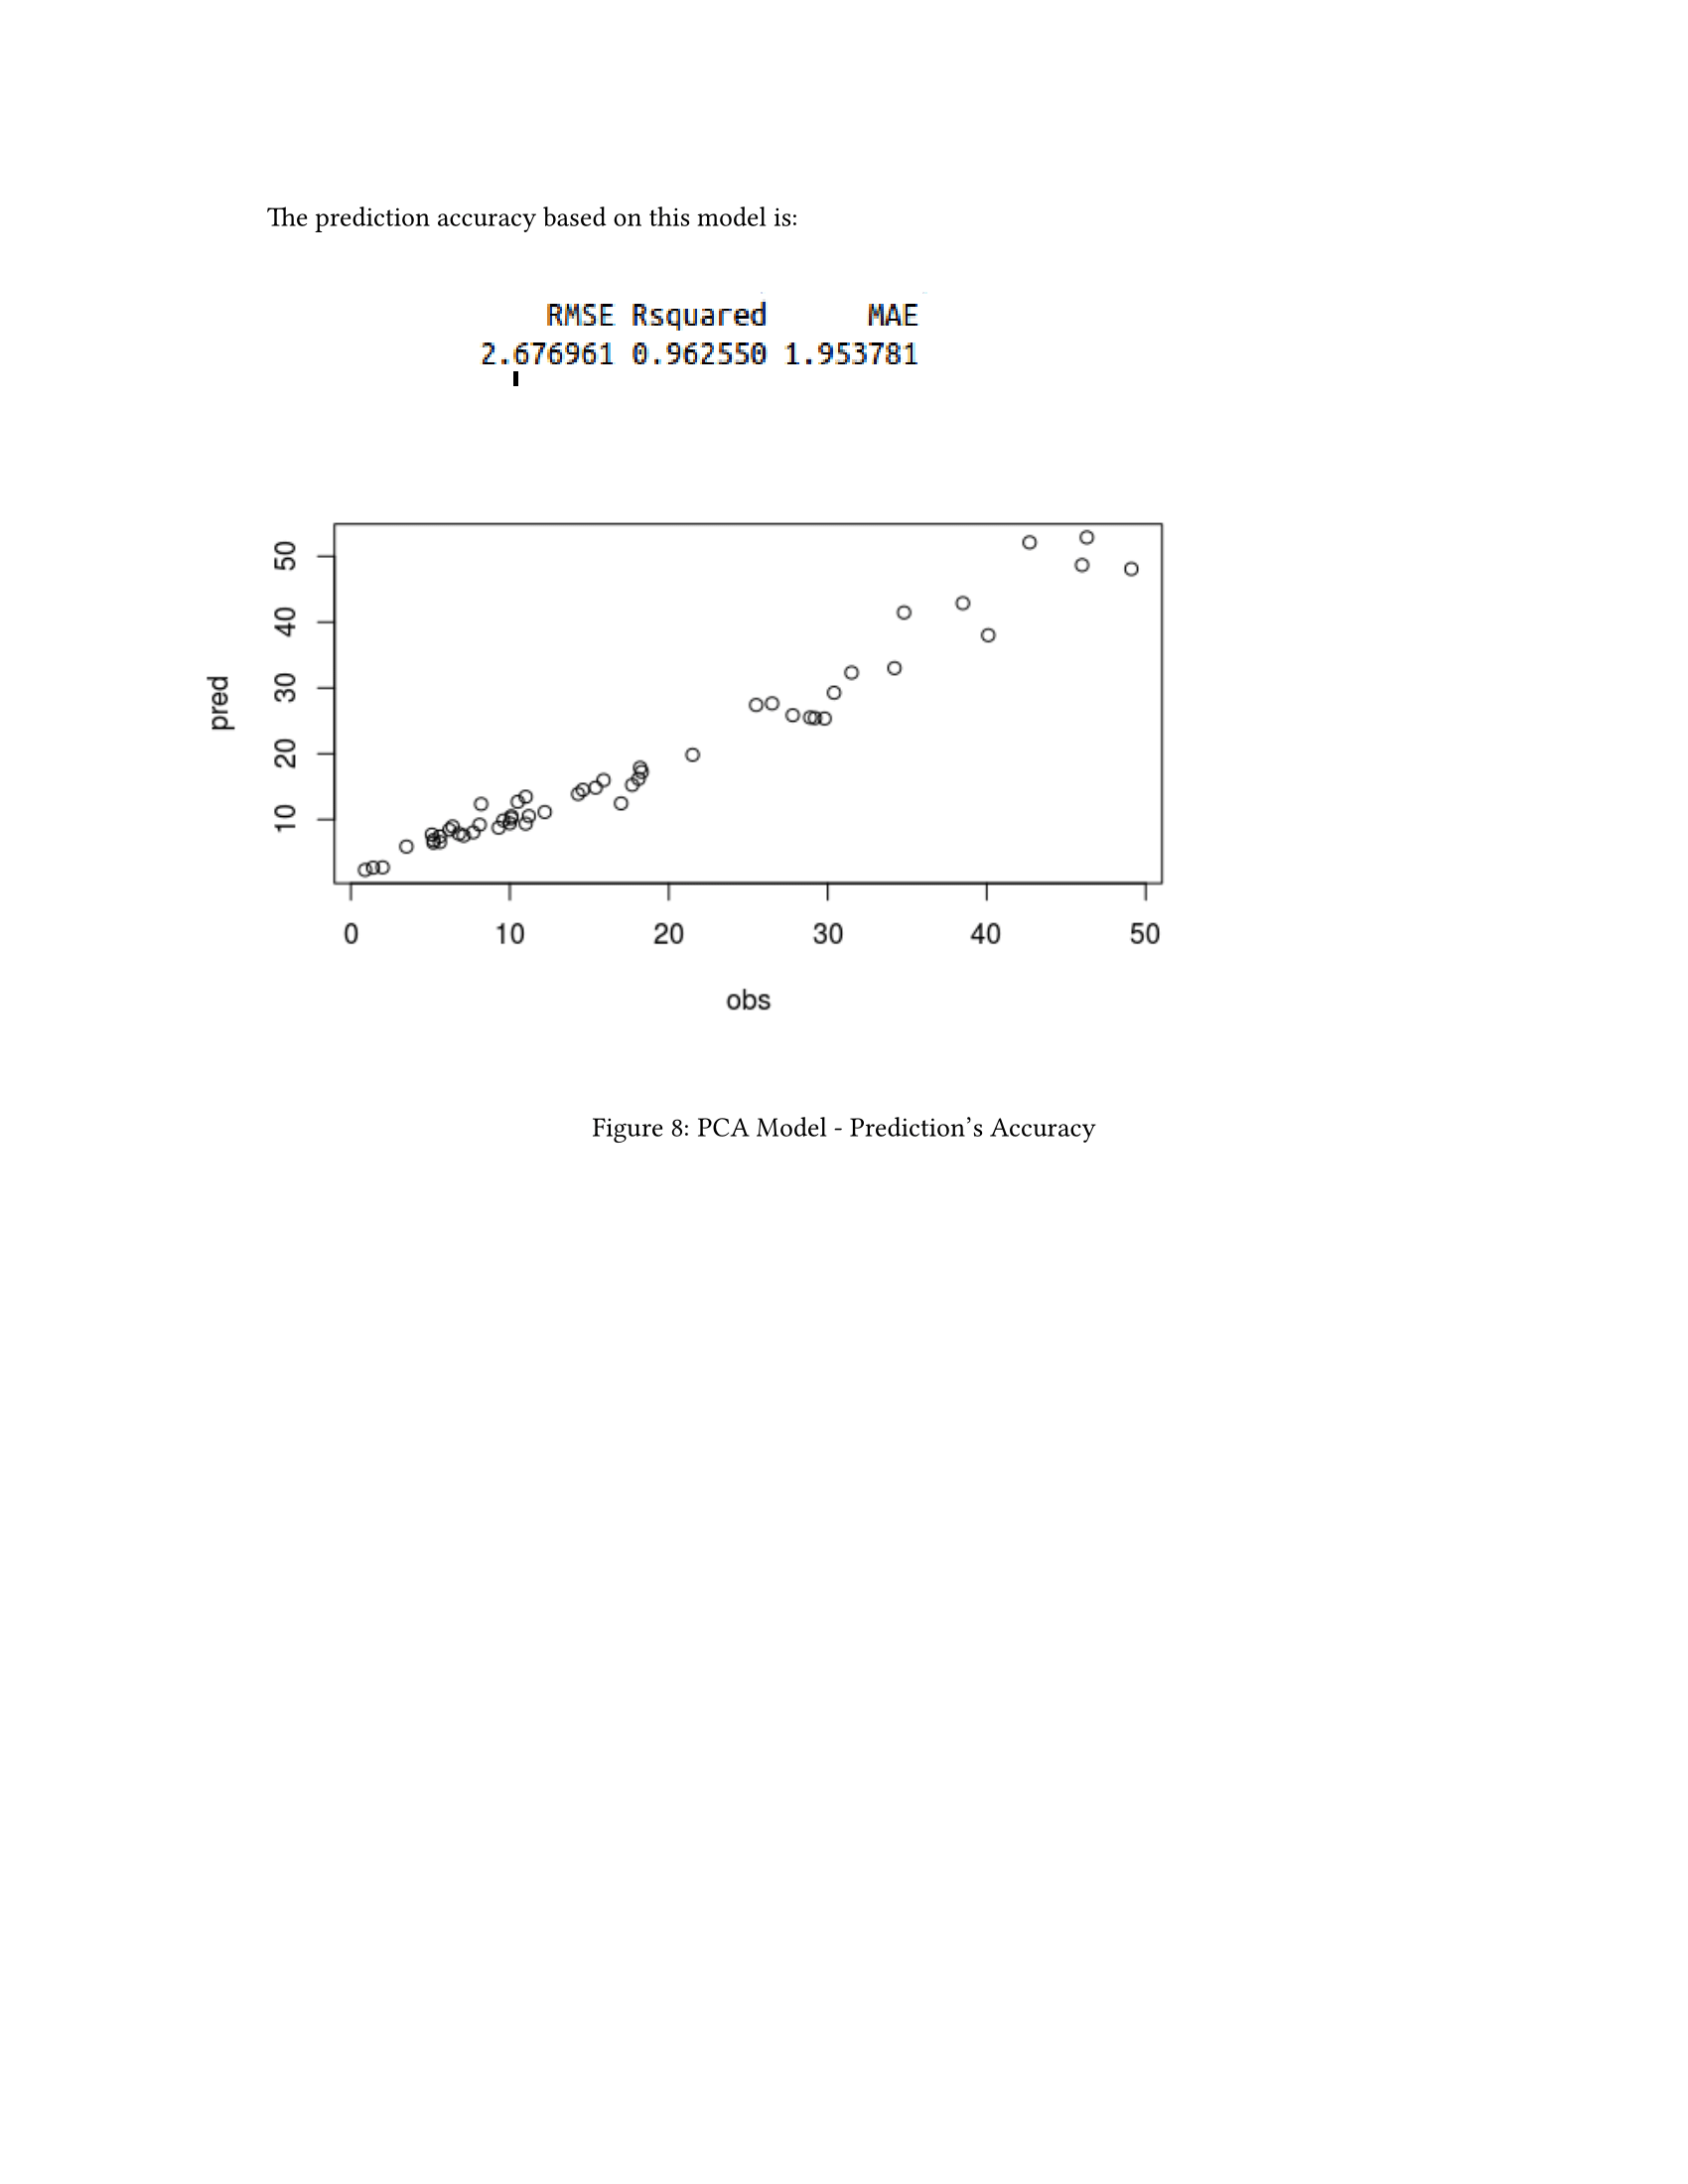 The prediction accuracy based on this model is:
RMSE Rsquared MAE
2.676961 0.962550 1.953781
50
40
30
20
10
pred
0 10 20 30 40 50
obs
Figure 8: PCA Model - Prediction’s Accuracy